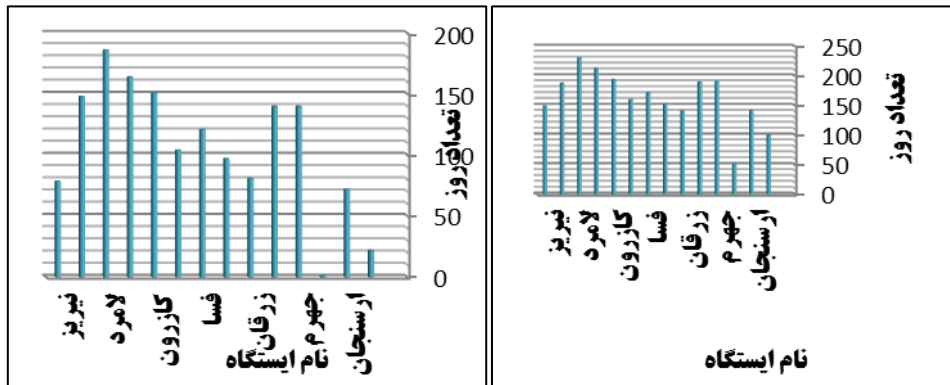 200
150
100
50
0
تعداد روز
ارسنجان
جهرم
زرقان
فسا
کازرون
لامرد
نیریز
نام ایستگاه
250
200
150
100
50
0
تعداد روز
ارسنجان
جهرم
زرقان
فسا
کازرون
لامرد
نیریز
نام ایستگاه